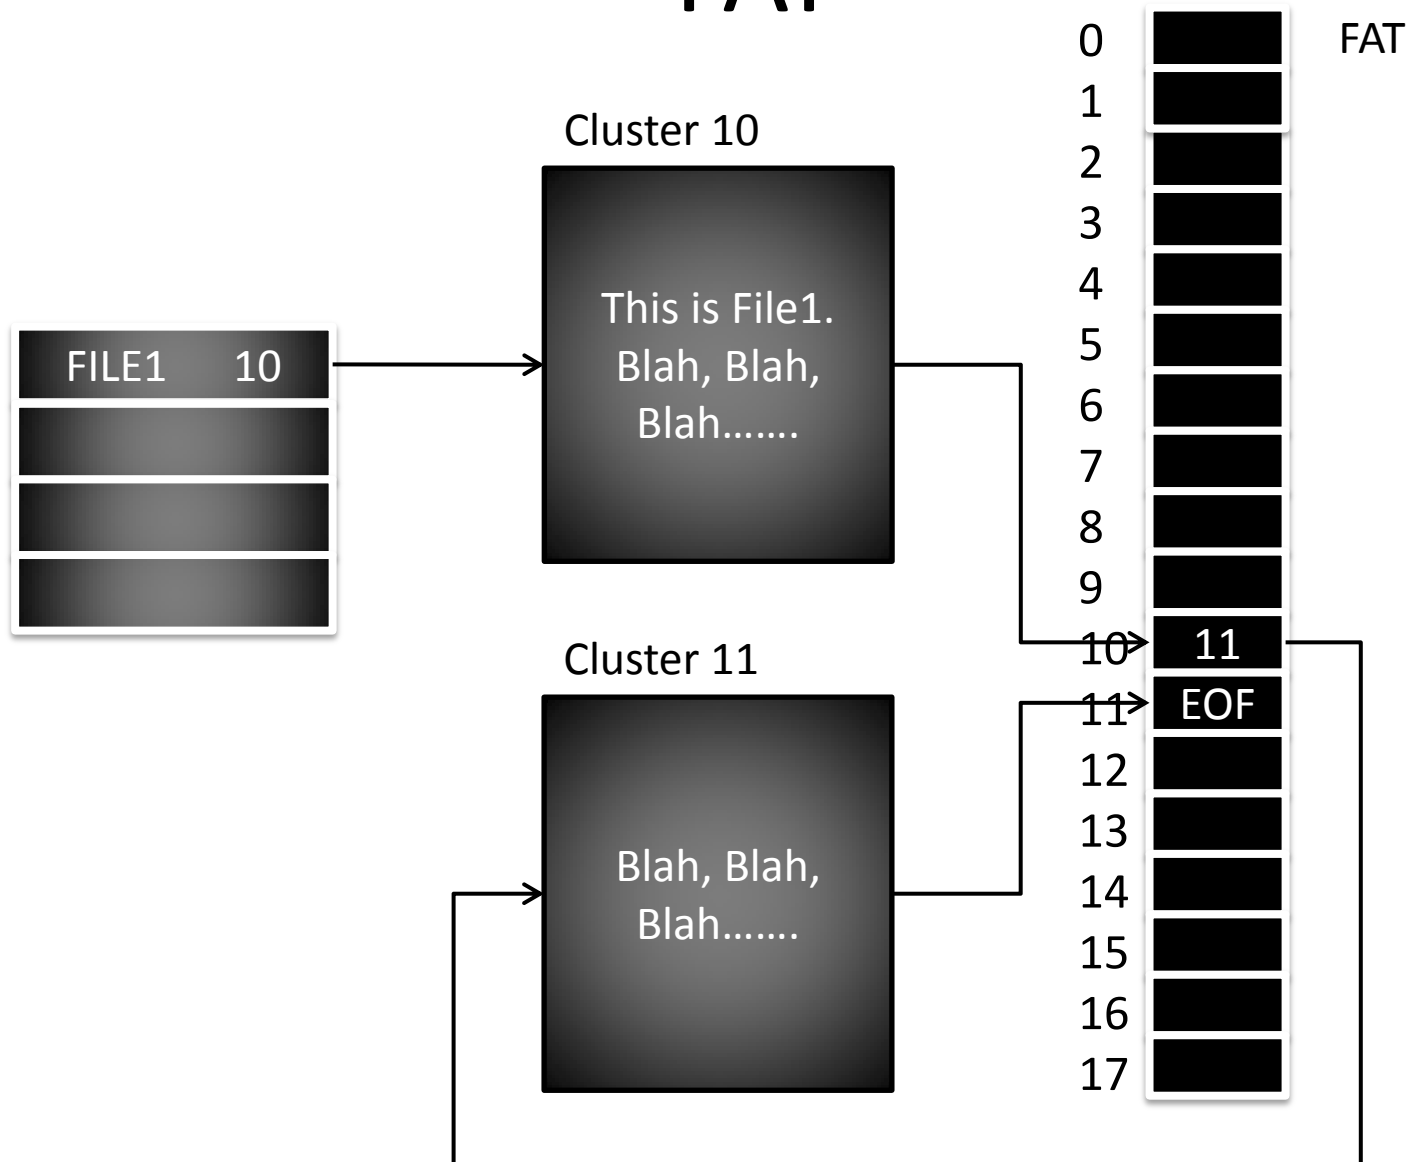 FAT
FAT
Cluster 10
This is File1.
Blah, Blah,
Blah…….
FILE1 10
Cluster 11
Blah, Blah,
Blah…….
0
1
2
3
4
5
6
7
8
9
10 11
11 EOF
12
13
14
15
16
17